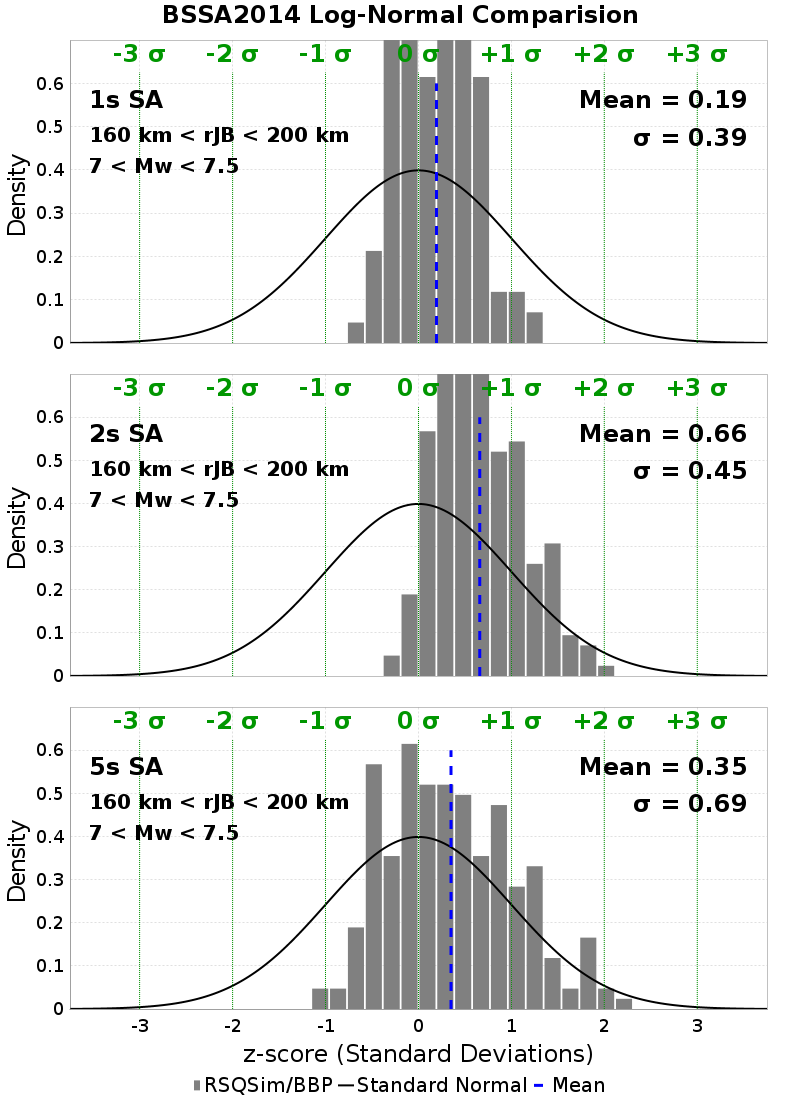 BSSA2014 Log-Normal Comparision
-3 σ -2 σ -1 σ 0 σ +1 σ +2 σ +3 σ
0.6
1s SA Mean = 0.19
0.5
160 km < rJB < 200 km σ = 0.39
7 < Mw < 7.5
0.4
0.3
0.2
0.1
0
Density
-3 σ -2 σ -1 σ 0 σ +1 σ +2 σ +3 σ
0.6
2s SA Mean = 0.66
0.5
160 km < rJB < 200 km σ = 0.45
7 < Mw < 7.5
0.4
0.3
0.2
0.1
0
Density
-3 σ -2 σ -1 σ 0 σ +1 σ +2 σ +3 σ
0.6
5s SA Mean = 0.35
0.5
160 km < rJB < 200 km σ = 0.69
7 < Mw < 7.5
0.4
0.3
0.2
0.1
0
Density
-3 -2 -1 0 1 2 3
z-score (Standard Deviations)
RSQSim/BBP Standard Normal Mean